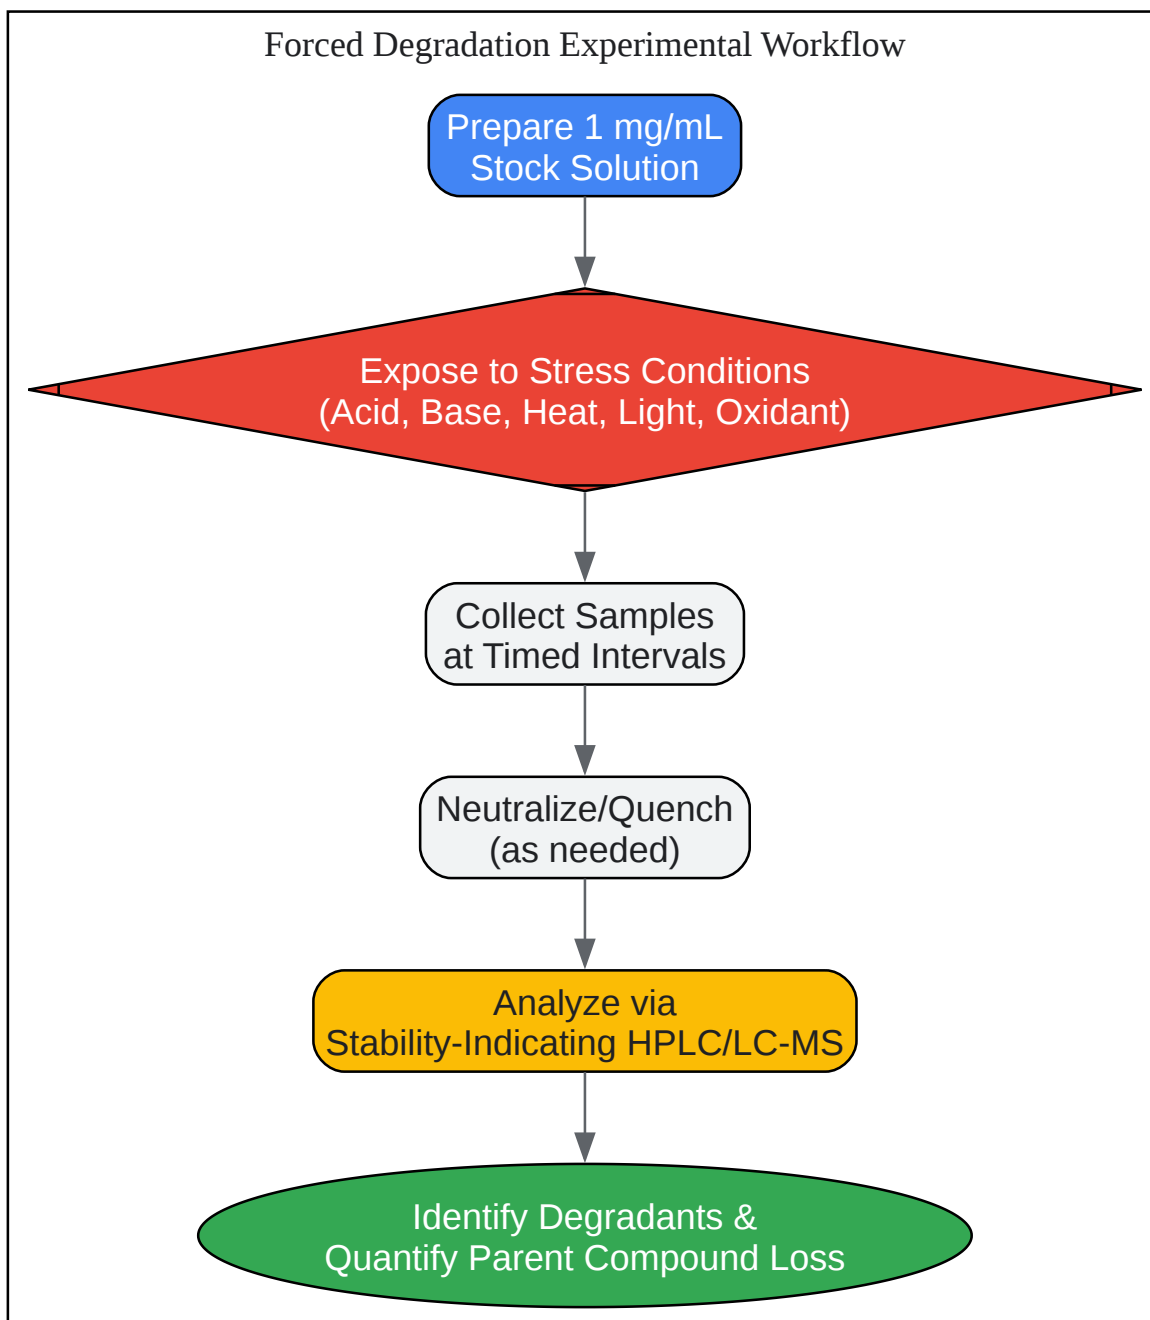 Forced Degradation Experimental Workflow
Prepare 1 mg/mL
Stock Solution
Expose to Stress Conditions
(Acid, Base, Heat, Light, Oxidant)
Collect Samples
at Timed Intervals
Neutralize/Quench
(as needed)
Analyze via
Stability-Indicating HPLC/LC-MS
Identify Degradants &
Quantify Parent Compound Loss